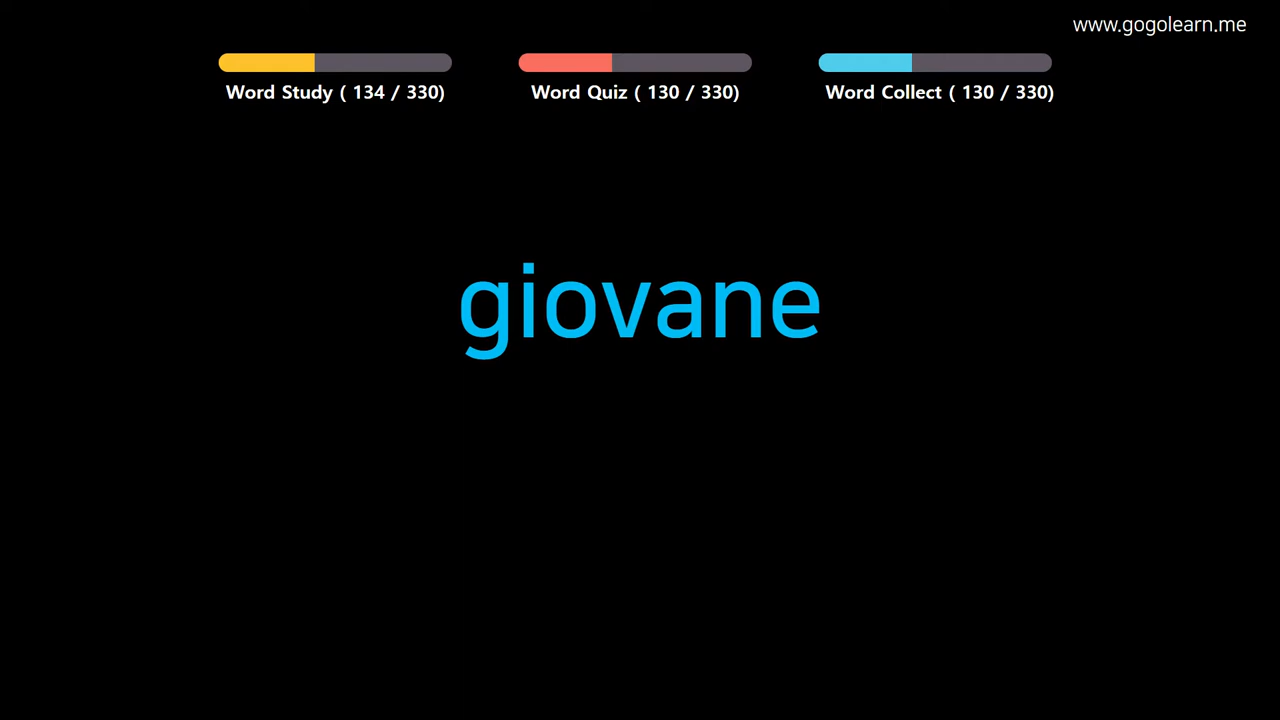 www.gogolearn.me
Word Study ( 134 / 330)
Word Quiz ( 130 / 330)
Word Collect ( 130 / 330)
giovane